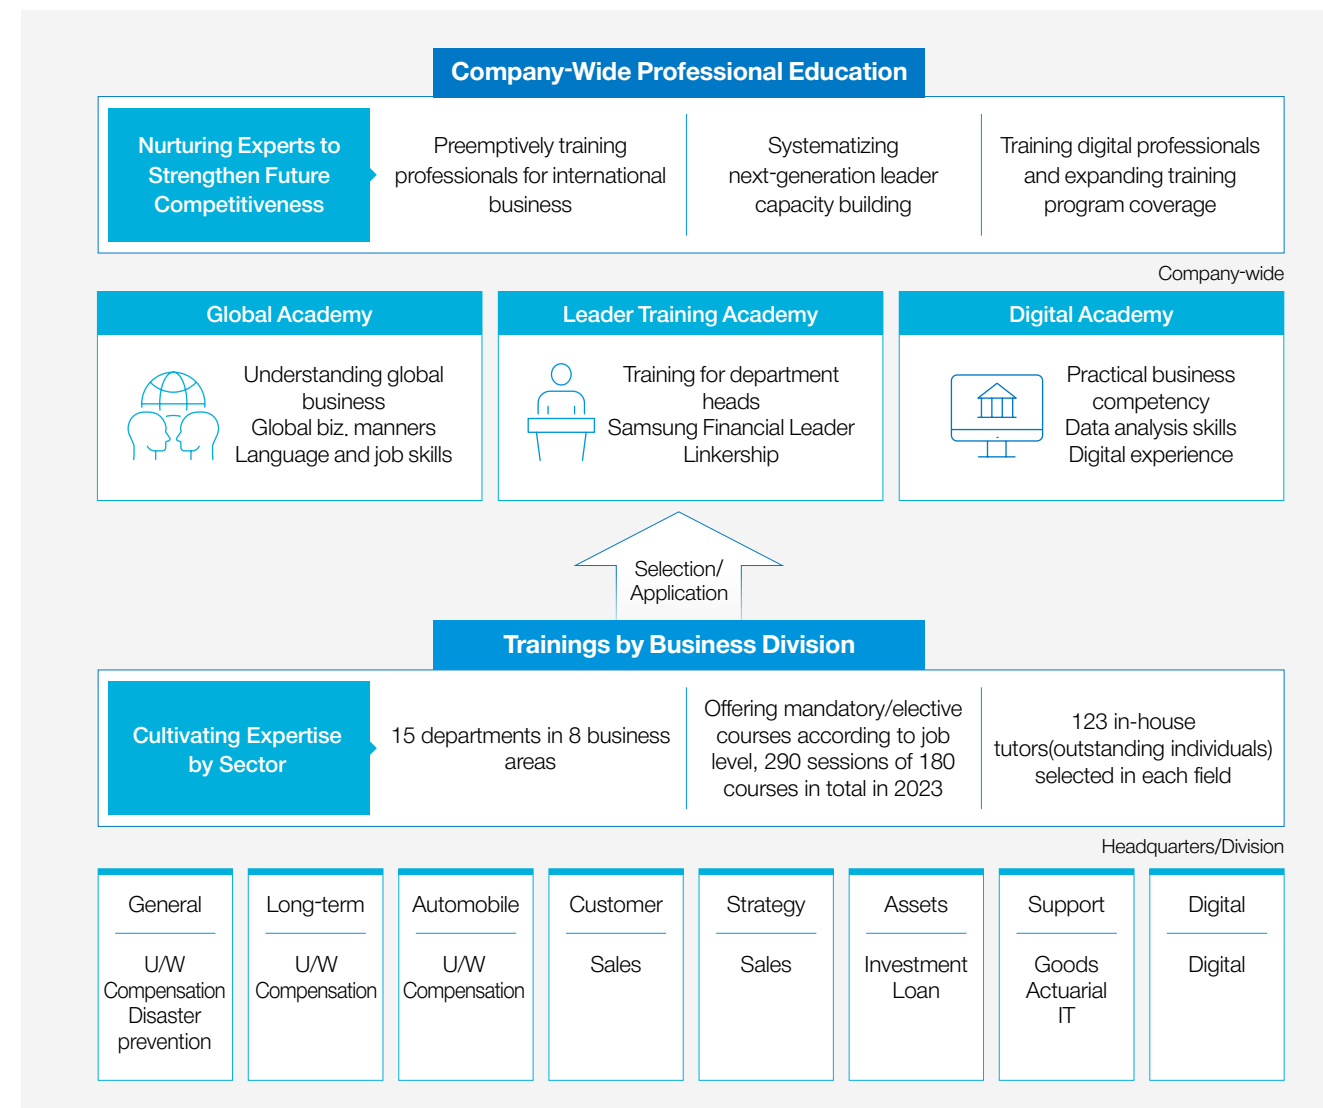 Company-Wide Professional Education
Nurturing Experts to
Strengthen Future
Competitiveness
Preemptively training
professionals for international
business
Systematizing
next-generation leader
capacity building
Training digital professionals
and expanding training
program coverage
Company-wide
Global Academy
Understanding global
business
Global biz. manners
Language and job skills
Leader Training Academy
Training for department
heads
Samsung Financial Leader
Linkership
Digital Academy
Practical business
competency
Data analysis skills
Digital experience
Selection/
Application
Trainings by Business Division
Cultivating Expertise
by Sector
15 departments in 8 business
areas
Offering mandatory/elective
courses according to job
level, 290 sessions of 180
courses in total in 2023
123 in-house
tutors(outstanding individuals)
selected in each field
Headquarters/Division
General
U/W
Compensation
Disaster
prevention
Long-term
U/W
Compensation
Automobile
U/W
Compensation
Customer
Sales
Strategy
Sales
Assets
Investment
Loan
Support
Goods
Actuarial
IT
Digital
Digital